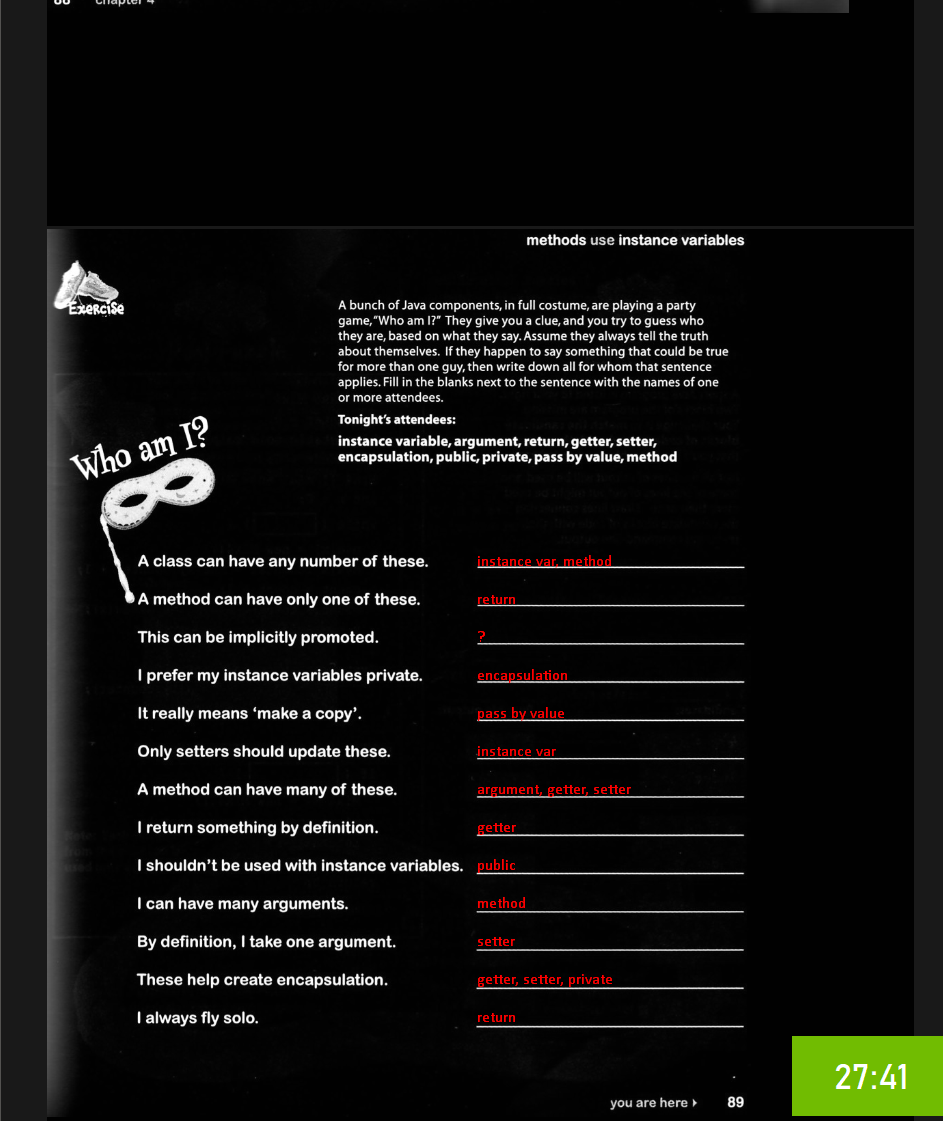 88 chapter 4
methods use instance variables
Exercise
A bunch of Java components, in full costume, are playing a party
game, "Who am I?" They give you a clue, and you try to guess who
they are, based on what they say. Assume they always tell the truth
about themselves. If they happen to say something that could be true
for more than one guy, then write down all for whom that sentence
applies. Fill in the blanks next to the sentence with the names of one
or more attendees.
Tonight's attendees:
instance variable, argument, return, getter, setter,
encapsulation, public, private, pass by value, method
Who am I?
A class can have any number of these. instance var, method
A method can have only one of these. return
This can be implicitly promoted. ?
I prefer my instance variables private. encapsulation
It really means 'make a copy'. pass by value
Only setters should update these. instance var
A method can have many of these. argument, getter, setter
I return something by definition. getter
I shouldn't be used with instance variables. public
I can have many arguments. method
By definition, I take one argument. setter
These help create encapsulation. getter, setter, private
I always fly solo. return
you are here 89
27:41